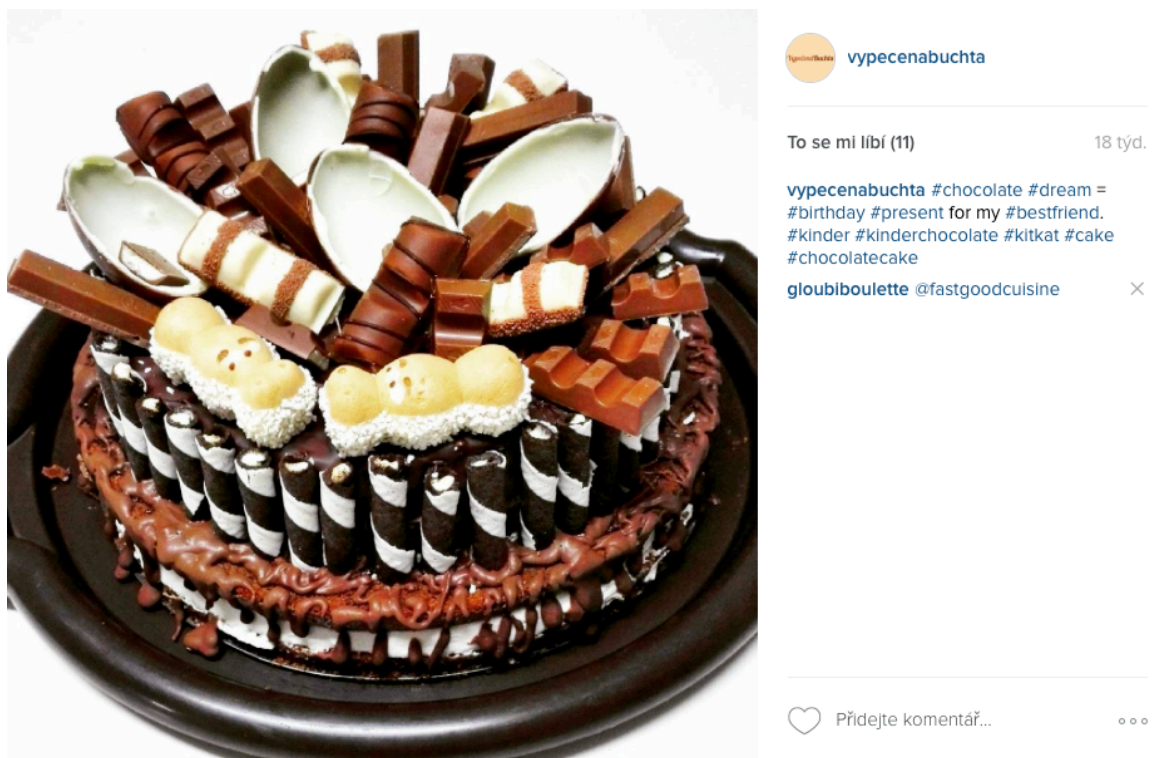 vypecenabuchta
To se mi líbí (11)
18 týd.
vypecenabuchta #chocolate #dream =
#birthday #present for my #bestfriend.
#kinder #kinderchocolate #kitkat #cake
#chocolatecake
gloubiboulette @fastgoodcuisine
Přidejte komentář...